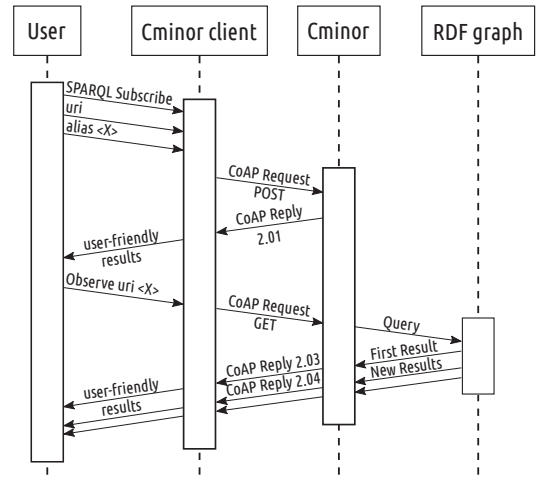 User
Cminor client
Cminor
RDF graph
SPARQL Subscribe
uri
alias <X>
CoAP Request
POST
CoAP Reply
2.01
user-friendly
results
Observe uri <X>
CoAP Request
GET
Query
First Result
New Results
CoAP Reply 2.03
CoAP Reply 2.04
user-friendly
results